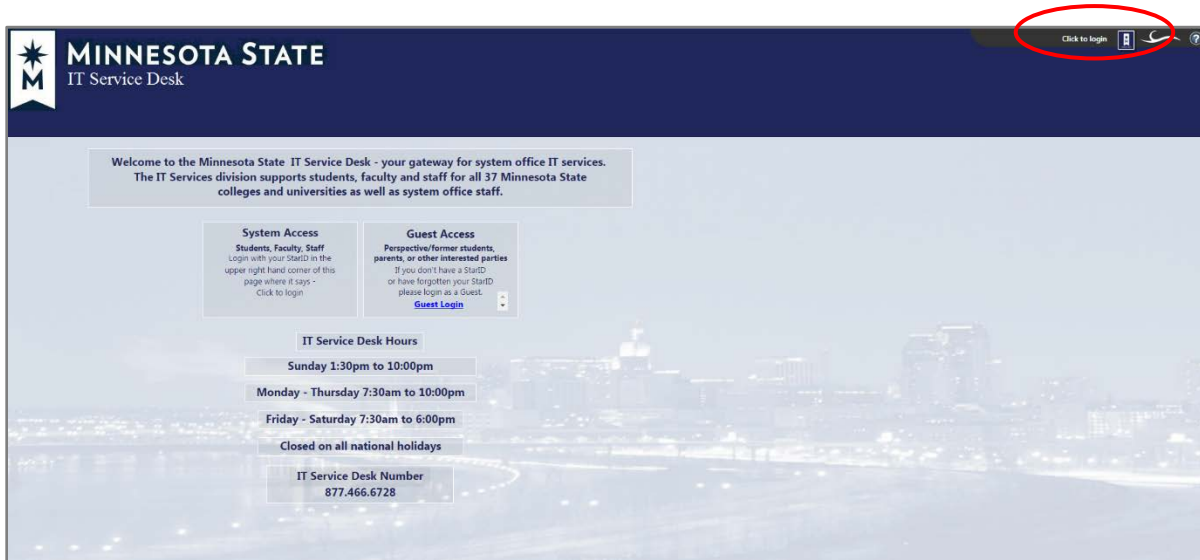 Click to login
MINNESOTA STATE
IT Service Desk
M
Welcome to the Minnesota State IT Service Desk - your gateway for system office IT services.
The IT Services division supports students, faculty and staff for all 37 Minnesota State
colleges and universities as well as system office staff.
System Access
Students, Faculty, Staff
Login with your StarID in the
upper right hand corner of this
page where it says -
Click to login
Guest Access
Perspective/former students,
parents, or other interested parties
If you don't have a StarID
or have forgotten your StarID
please login as a Guest.
Guest Login
IT Service Desk Hours
Sunday 1:30pm to 10:00pm
Monday - Thursday 7:30am to 10:00pm
Friday - Saturday 7:30am to 6:00pm
Closed on all national holidays
IT Service Desk Number
877.466.6728